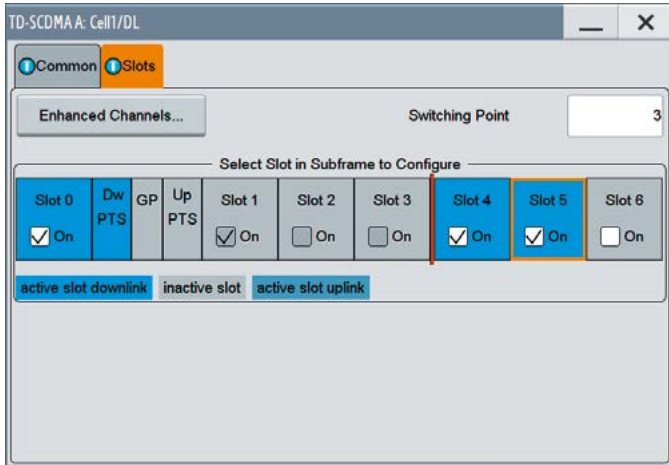 TD-SCDMA A: Cell1/DL
Common Slots
Enhanced Channels... Switching Point 3
Select Slot in Subframe to Configure
Slot 0 Dw PTS GP Up PTS Slot 1 Slot 2 Slot 3 Slot 4 Slot 5 Slot 6
On On On On On On On
active slot downlink inactive slot active slot uplink